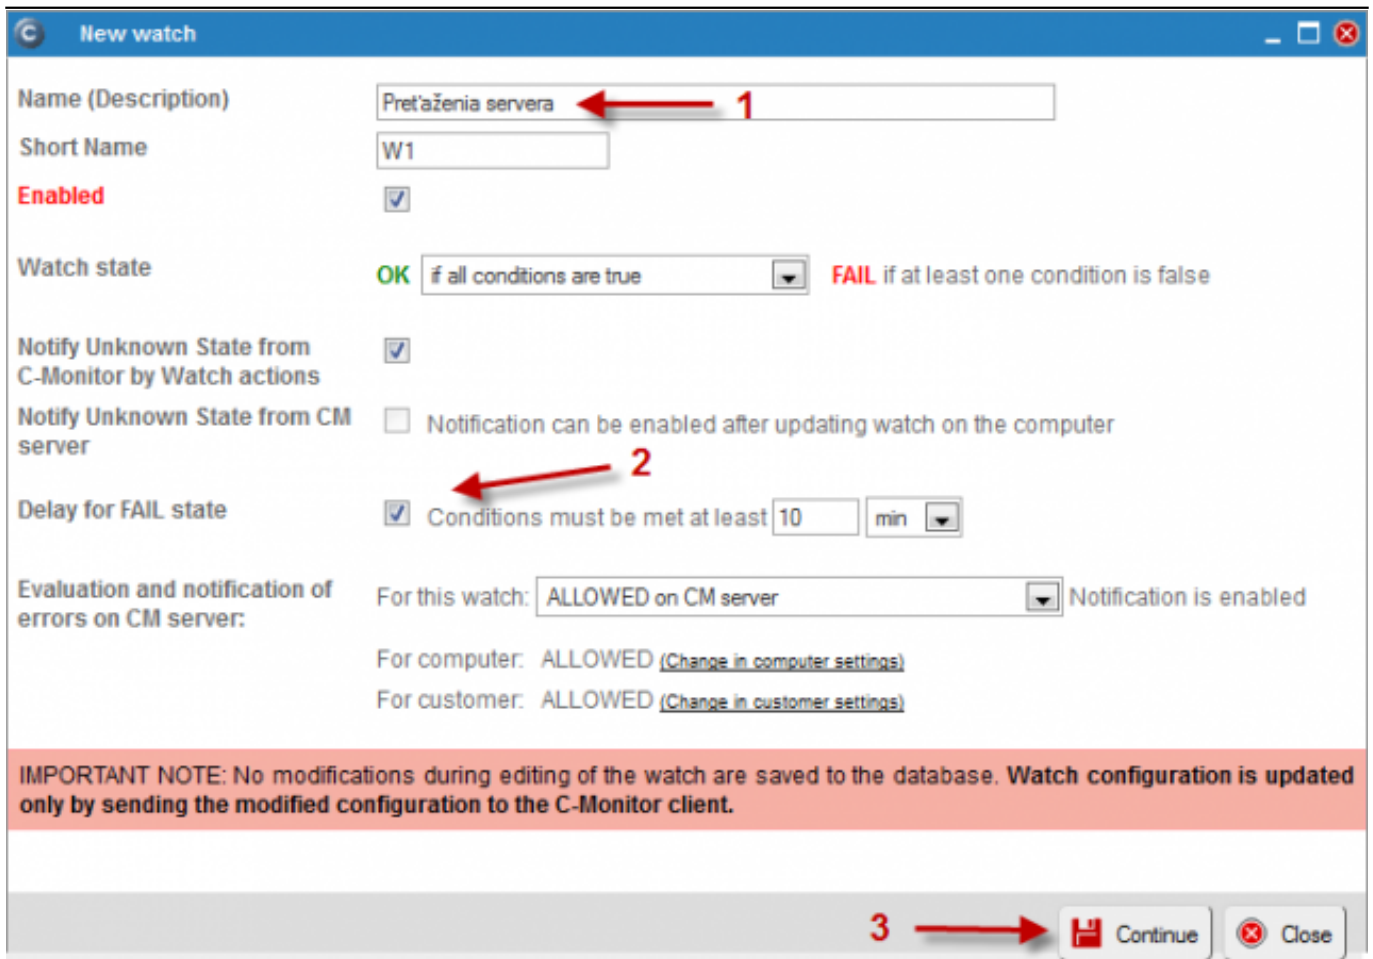 New watch
Name (Description)
Preťaženia servera
1
Short Name
W1
Enabled
Watch state
OK if all conditions are true FAIL if at least one condition is false
Notify Unknown State from
C-Monitor by Watch actions
Notify Unknown State from CM
server
Notification can be enabled after updating watch on the computer
2
Delay for FAIL state
Conditions must be met at least 10 min
Evaluation and notification of
errors on CM server:
For this watch: ALLOWED on CM server Notification is enabled
For computer: ALLOWED (Change in computer settings)
For customer: ALLOWED (Change in customer settings)
IMPORTANT NOTE: No modifications during editing of the watch are saved to the database. Watch configuration is updated
only by sending the modified configuration to the C-Monitor client.
3
Continue
Close